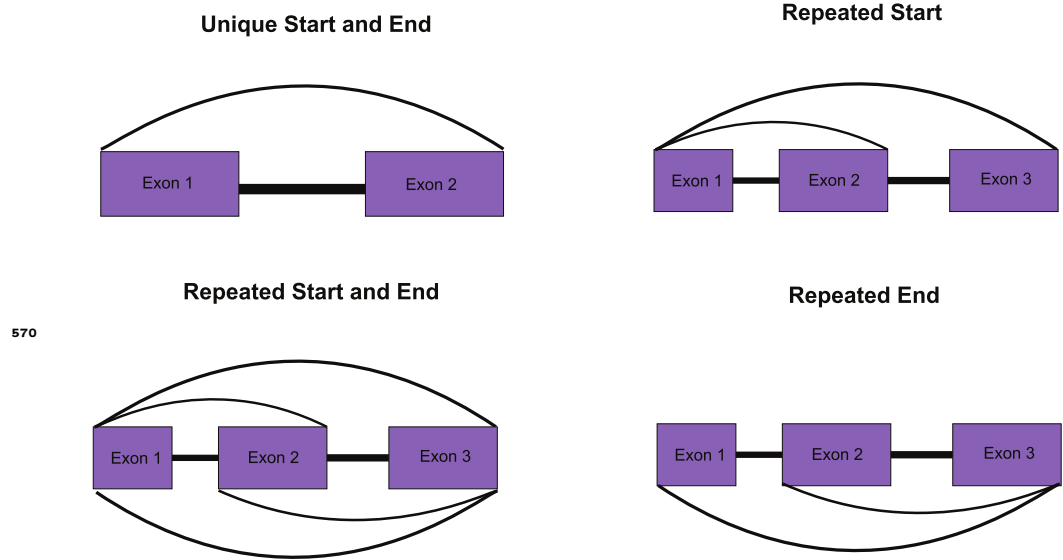 Unique Start and End
Exon 1
Exon 2
Repeated Start
Exon 1
Exon 2
Exon 3
Repeated Start and End
570
Exon 1
Exon 2
Exon 3
Repeated End
Exon 1
Exon 2
Exon 3